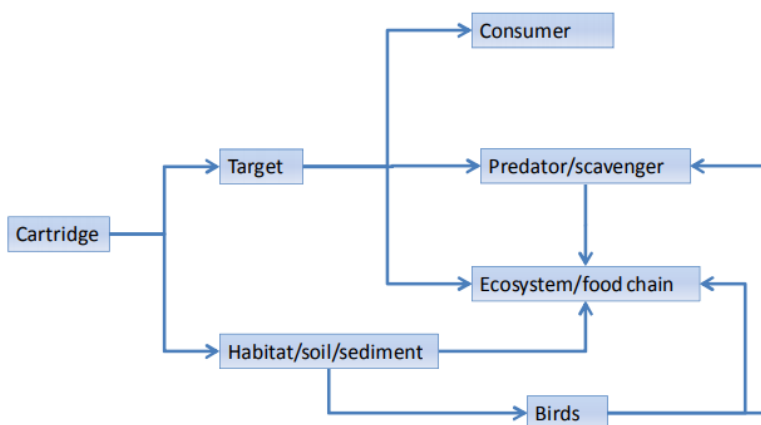 Consumer
Target
Predator/scavenger
Cartridge
Ecosystem/food chain
Habitat/soil/sediment
Birds